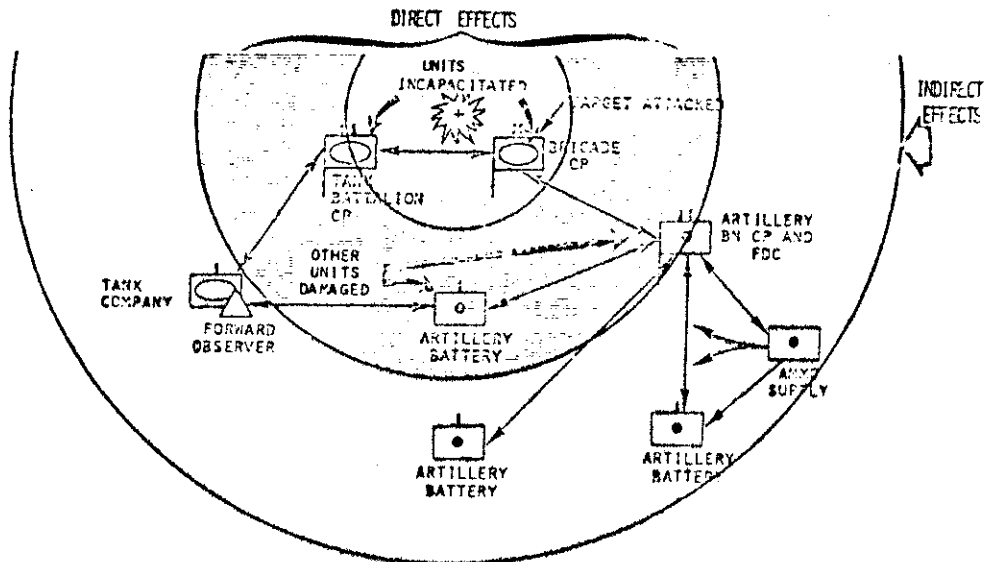 DIRECT EFFECTS
UNITS
INCAPACITATED
TARGET ATTACKED
INDIRECT
EFFECTS
BRIGADE
CP
TANK
BATTALION
CP
ARTILLERY
BN CP AND
FDC
OTHER
UNITS
DAMAGED
TANK
COMPANY
FORWARD
OBSERVER
ARTILLERY
BATTERY
AMMO
SUPPLY
ARTILLERY
BATTERY
ARTILLERY
BATTERY